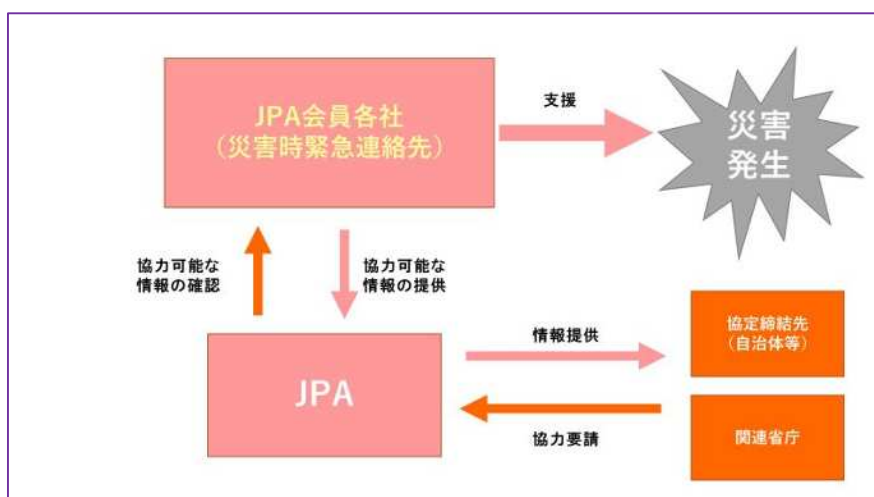 JPA会員各社
（災害時緊急連絡先）
支援
災害
発生
協力可能な
情報の確認
協力可能な
情報の提供
JPA
情報提供
協定締結先
（自治体等）
協力要請
関連省庁